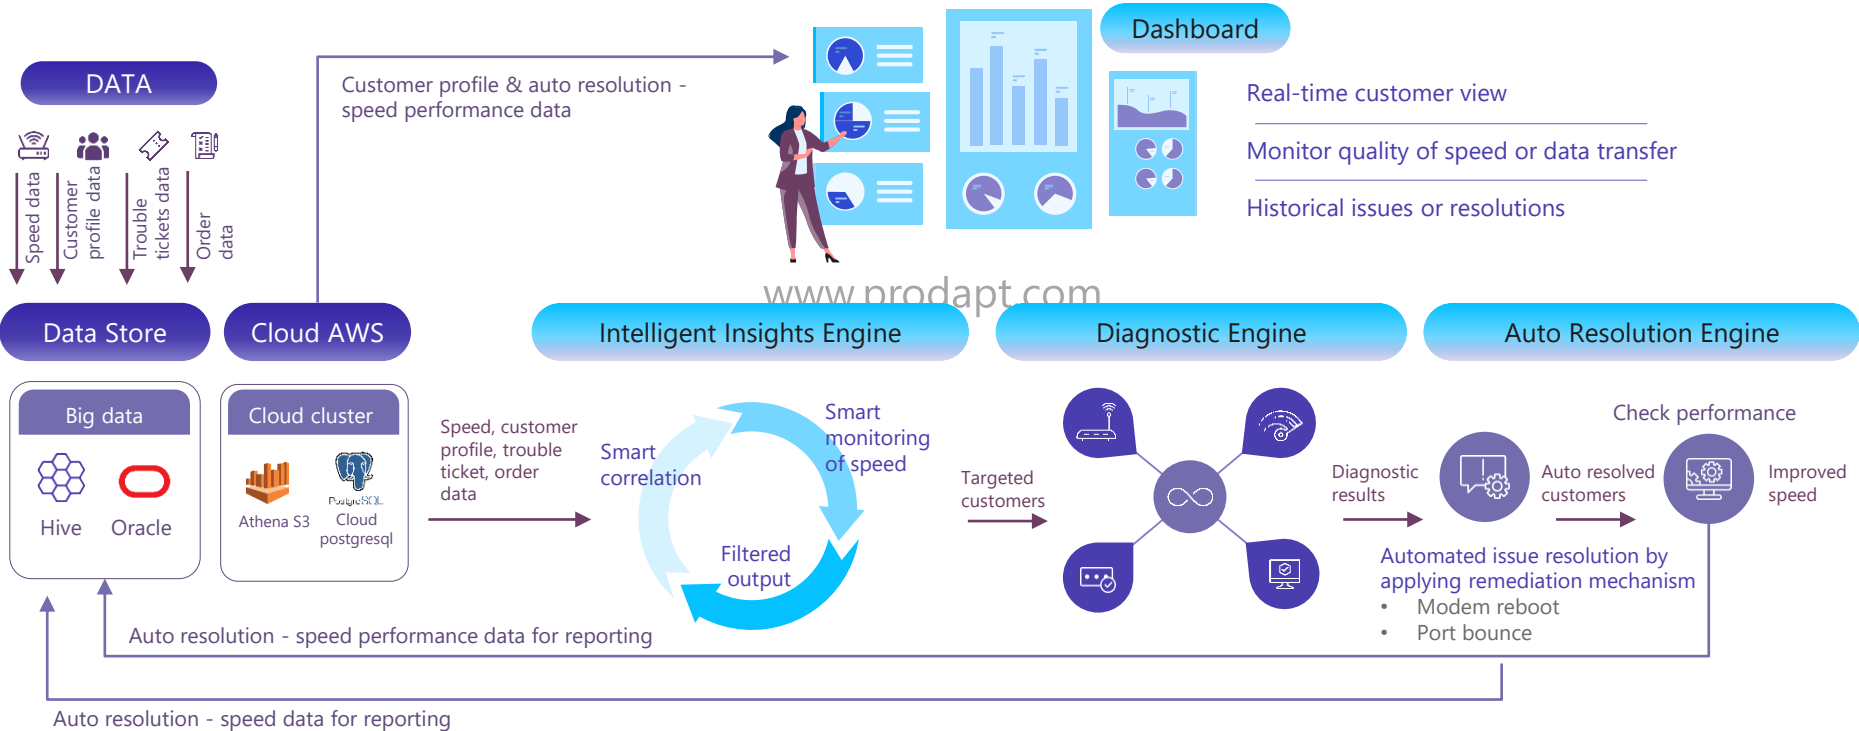 DATA
Speed data
Customer
profile data
Trouble
tickets data
Order
data
Customer profile & auto resolution -
speed performance data
Dashboard
Real-time customer view
Monitor quality of speed or data transfer
Historical issues or resolutions
www.prodapt.com
Data Store
Cloud AWS
Intelligent Insights Engine
Diagnostic Engine
Auto Resolution Engine
Big data
Hive
Oracle
Cloud cluster
Athena S3
PostgreSQL
Cloud
postgresql
Speed, customer
profile, trouble
ticket, order
data
Smart
correlation
Smart
monitoring
of speed
Filtered
output
Targeted
customers
Diagnostic
results
Check performance
Auto resolved
customers
Improved
speed
Automated issue resolution by
applying remediation mechanism
• Modem reboot
• Port bounce
Auto resolution - speed performance data for reporting
Auto resolution - speed data for reporting